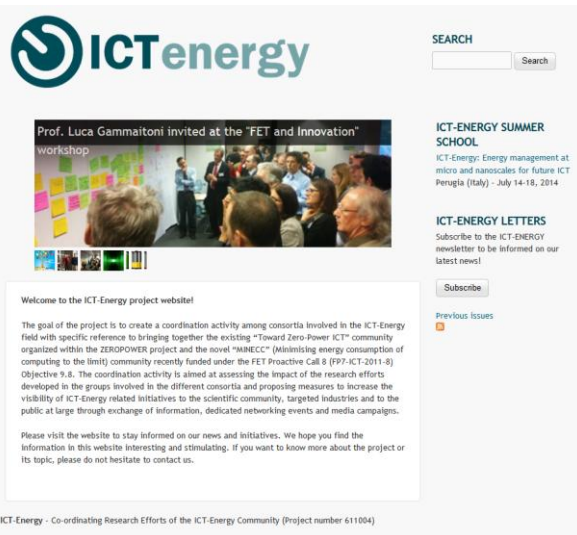 ICTenergy
SEARCH
Search
Prof. Luca Gammaitoni invited at the "FET and Innovation"
workshop
ICT-ENERGY SUMMER
SCHOOL
ICT-Energy: Energy management at
micro and nanoscales for future ICT
Perugia (Italy) - July 14-18, 2014
ICT-ENERGY LETTERS
Subscribe to the ICT-ENERGY
newsletter to be informed on our
latest news!
Subscribe
Previous issues
Welcome to the ICT-Energy project website!
The goal of the project is to create a coordination activity among consortia involved in the ICT-Energy
field with specific reference to bringing together the existing “Toward Zero-Power ICT” community
organized within the ZEROPOWER project and the novel “MINECC” (Minimising energy consumption of
computing to the limit) community recently funded under the FET Proactive Call 8 (FP7-ICT-2011-8)
Objective 9.8. The coordination activity is aimed at assessing the impact of the research efforts
developed in the groups involved in the different consortia and proposing measures to increase the
visibility of ICT-Energy related initiatives to the scientific community, targeted industries and to the
public at large through exchange of information, dedicated networking events and media campaigns.
Please visit the website to stay informed on our news and initiatives. We hope you find the
information in this website interesting and stimulating. If you want to know more about the project or
its topic, please do not hesitate to contact us.
ICT-Energy - Co-ordinating Research Efforts of the ICT-Energy Community (Project number 611004)